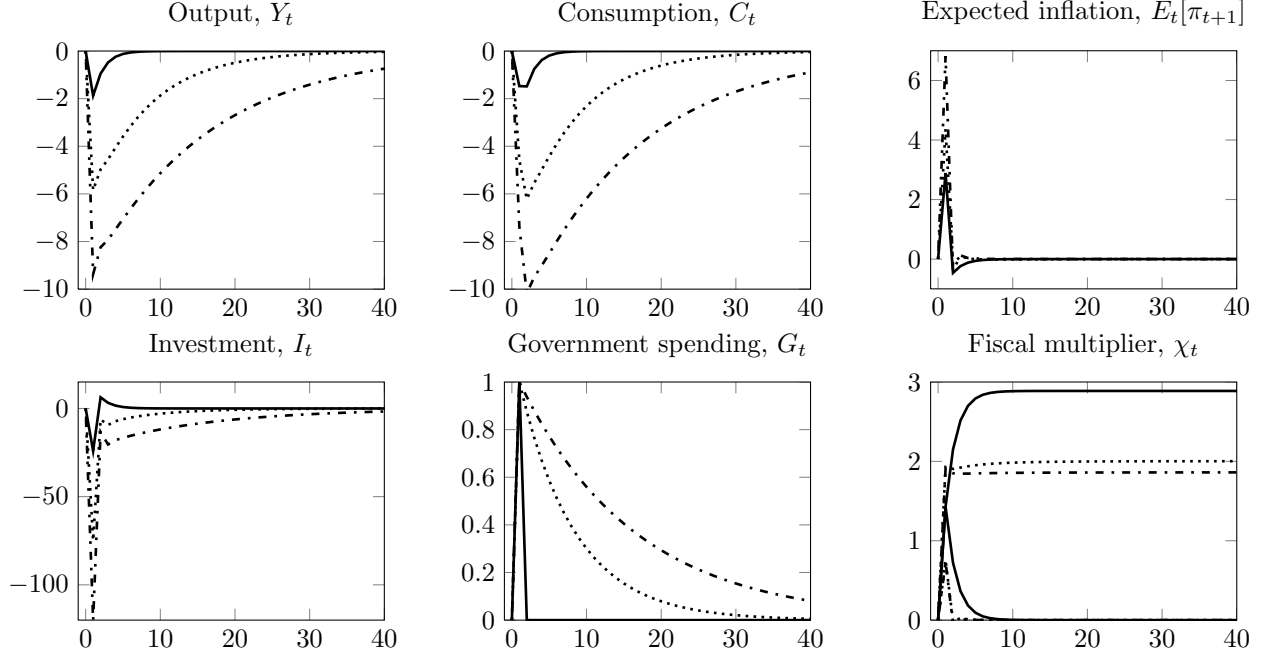 Output, Y_t
Consumption, C_t
Expected inflation, E_t[π_{t+1}]
0
−2
−4
−6
−8
−10
0 10 20 30 40
0
−2
−4
−6
−8
−10
0 10 20 30 40
6
4
2
0
0 10 20 30 40
Investment, I_t
Government spending, G_t
Fiscal multiplier, χ_t
0
−50
−100
0 10 20 30 40
1
0.8
0.6
0.4
0.2
0
0 10 20 30 40
3
2
1
0
0 10 20 30 40